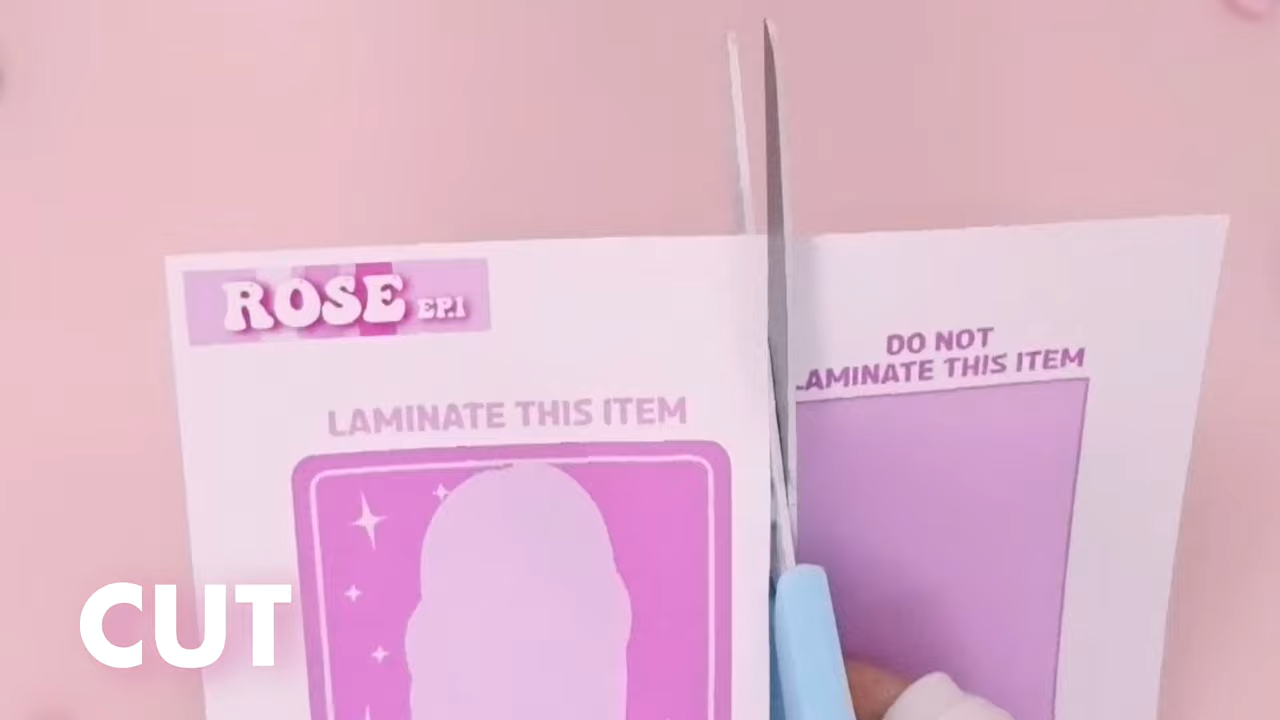 ROSE EP.1
LAMINATE THIS ITEM
DO NOT
LAMINATE THIS ITEM
CUT